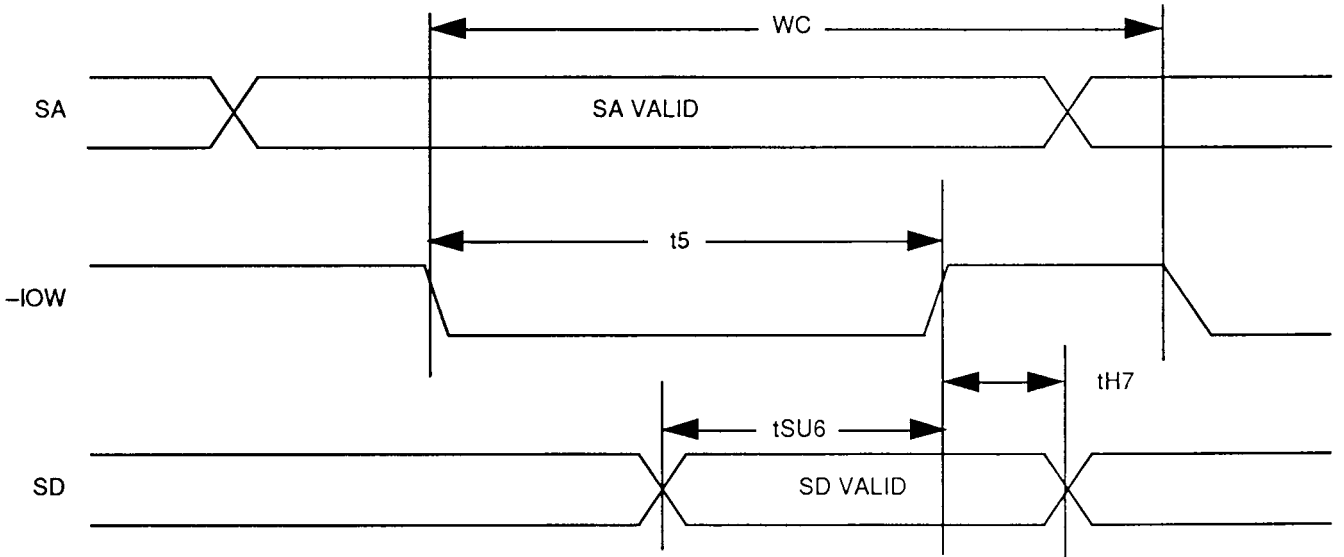 WC
SA
SA VALID
t5
–IOW
tH7
tSU6
SD
SD VALID